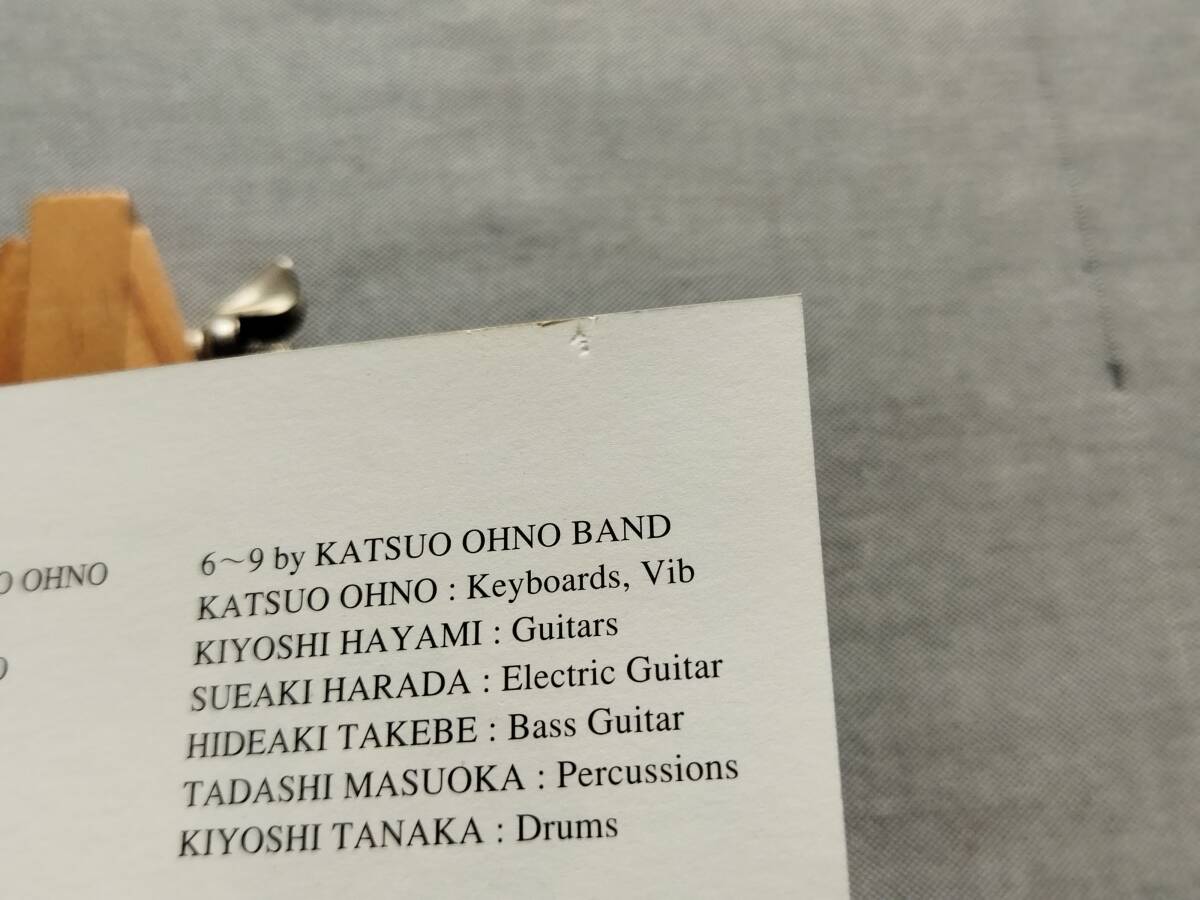 6～9 by KATSUO OHNO BAND
O OHNO
KATSUO OHNO : Keyboards, Vib
KIYOSHI HAYAMI : Guitars
SUEAKI HARADA : Electric Guitar
HIDEAKI TAKEBE : Bass Guitar
TADASHI MASUOKA : Percussions
KIYOSHI TANAKA : Drums